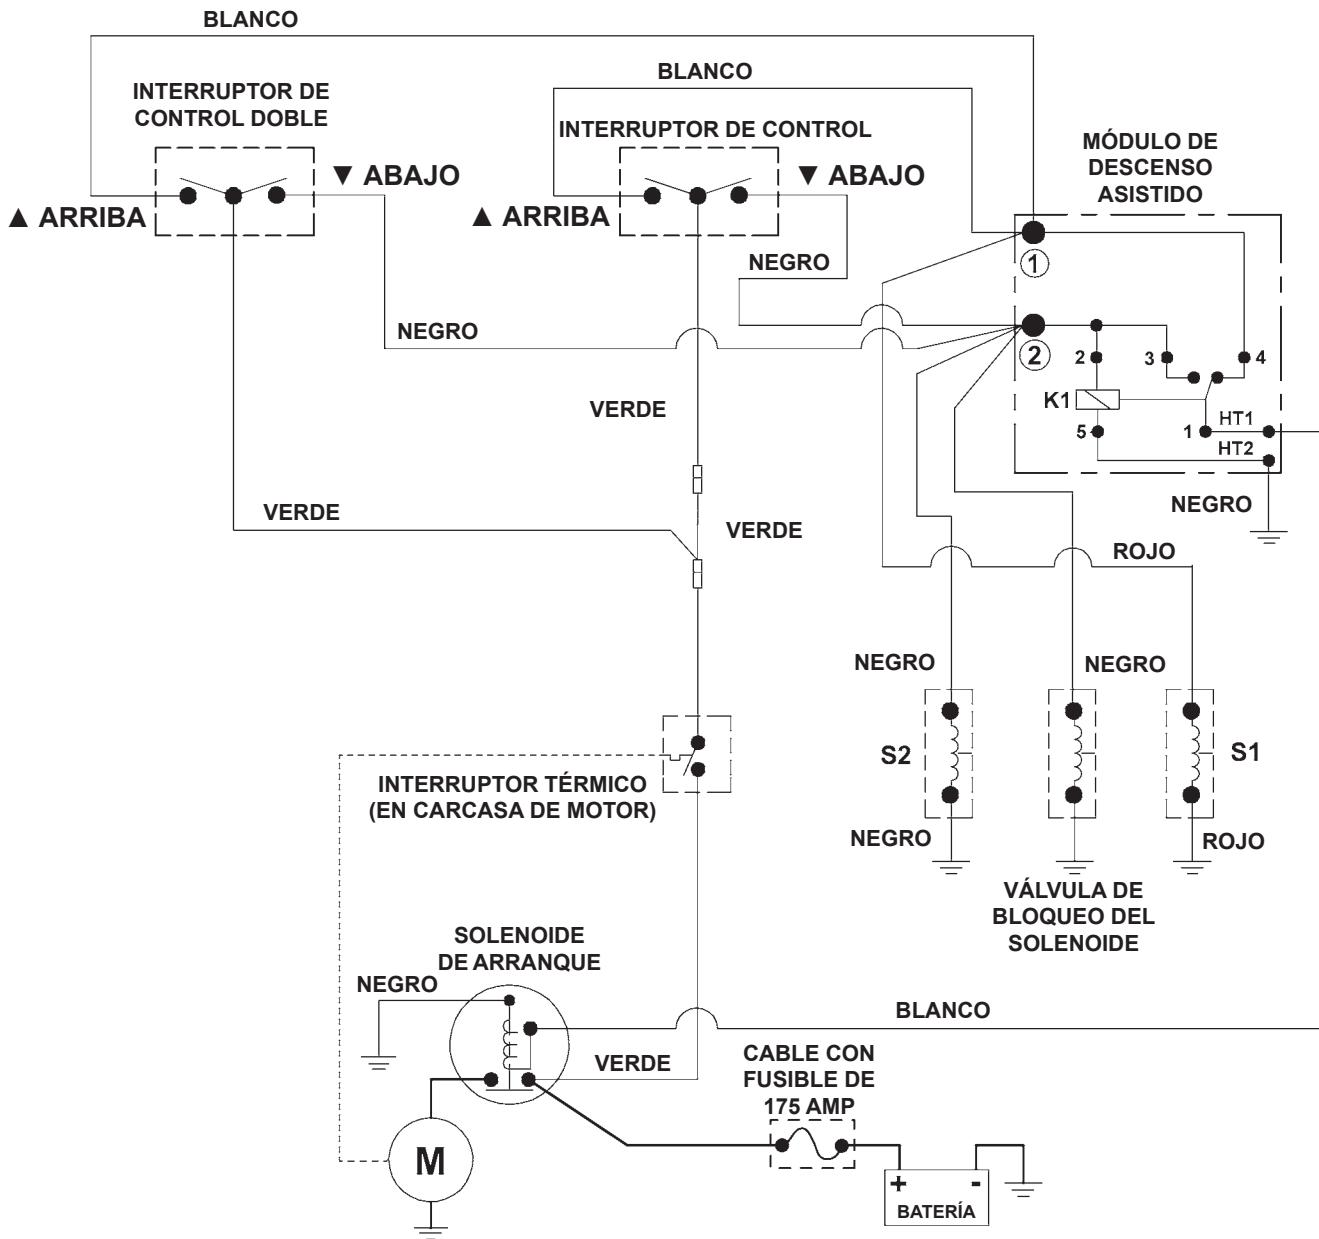 BLANCO
BLANCO
INTERRUPTOR DE
CONTROL DOBLE
INTERRUPTOR DE CONTROL
MÓDULO DE
DESCENSO
ASISTIDO
▼ ABAJO
▲ ARRIBA
▼ ABAJO
▲ ARRIBA
NEGRO
1
NEGRO
2
2
3
4
K1
VERDE
5
1
HT1
HT2
NEGRO
VERDE
VERDE
ROJO
NEGRO
NEGRO
S2
S1
INTERRUPTOR TÉRMICO
(EN CARCASA DE MOTOR)
NEGRO
ROJO
VÁLVULA DE
BLOQUEO DEL
SOLENOIDE
SOLENOIDE
DE ARRANQUE
NEGRO
BLANCO
VERDE
CABLE CON
FUSIBLE DE
175 AMP
M
+ -
BATERÍA